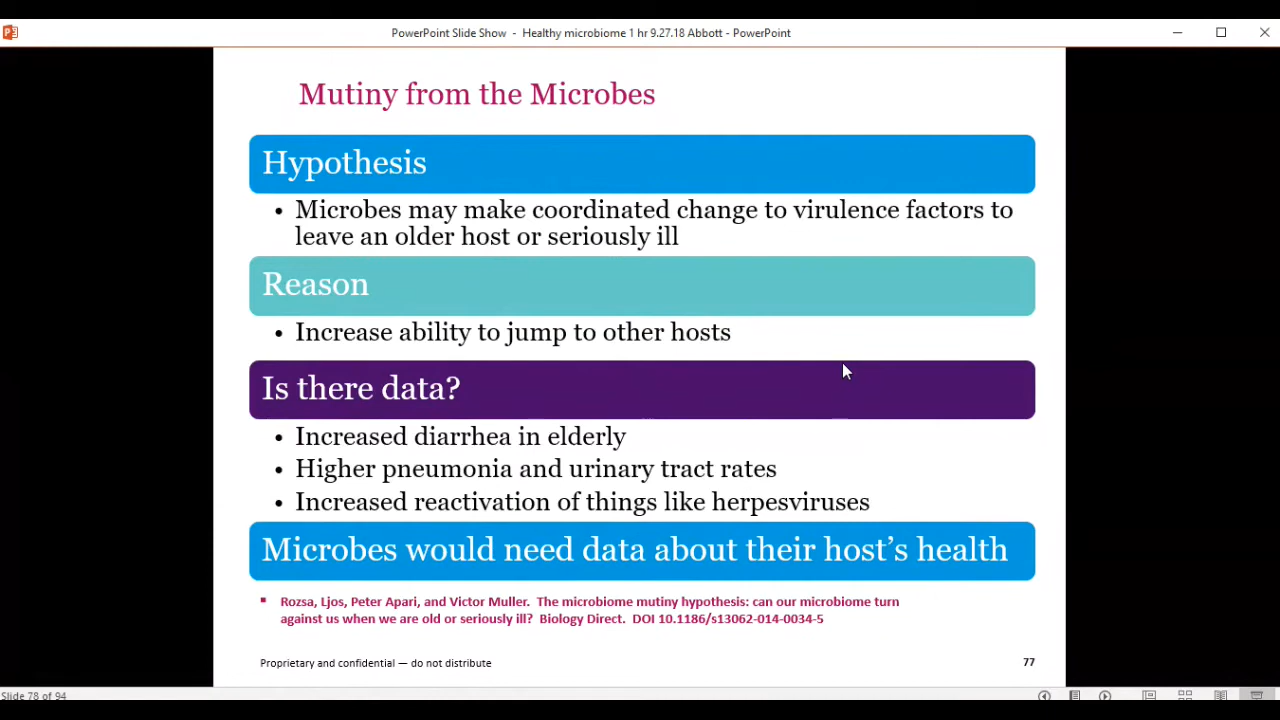 PowerPoint Slide Show - Healthy microbiome 1 hr 9.27.18 Abbott - PowerPoint
Mutiny from the Microbes
Hypothesis
• Microbes may make coordinated change to virulence factors to
leave an older host or seriously ill
Reason
• Increase ability to jump to other hosts
Is there data?
• Increased diarrhea in elderly
• Higher pneumonia and urinary tract rates
• Increased reactivation of things like herpesviruses
Microbes would need data about their host's health
▪ Rozsa, Ljos, Peter Apari, and Victor Muller. The microbiome mutiny hypothesis: can our microbiome turn
against us when we are old or seriously ill? Biology Direct. DOI 10.1186/s13062-014-0034-5
Proprietary and confidential — do not distribute
77
Slide 78 of 94